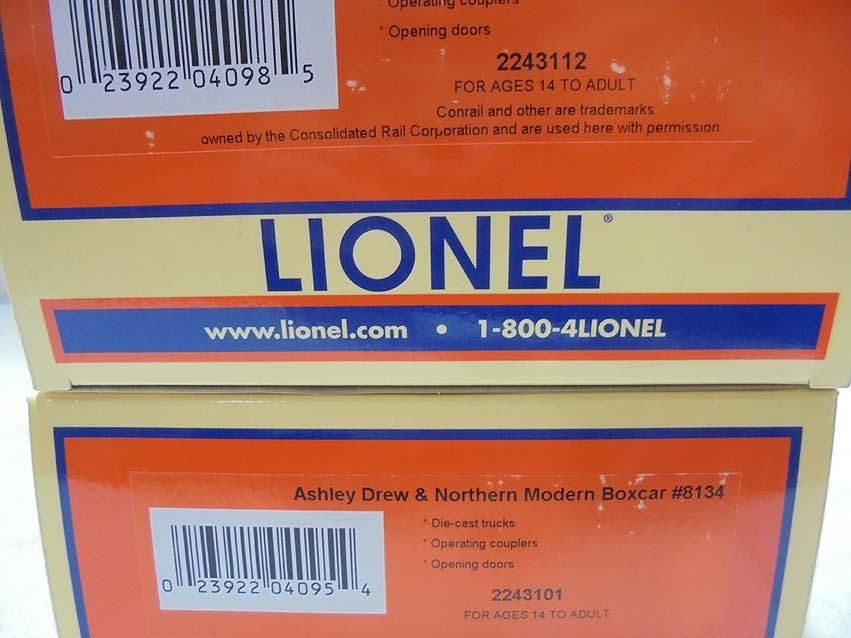 * Operating couplers
* Opening doors
0 23922 04098 5
2243112
FOR AGES 14 TO ADULT
Conrail and other are trademarks
owned by the Consolidated Rail Corporation and are used here with permission
LIONEL®
www.lionel.com • 1-800-4LIONEL
Ashley Drew & Northern Modern Boxcar #8134
* Die-cast trucks
* Operating couplers
* Opening doors
0 23922 04095 4
2243101
FOR AGES 14 TO ADULT